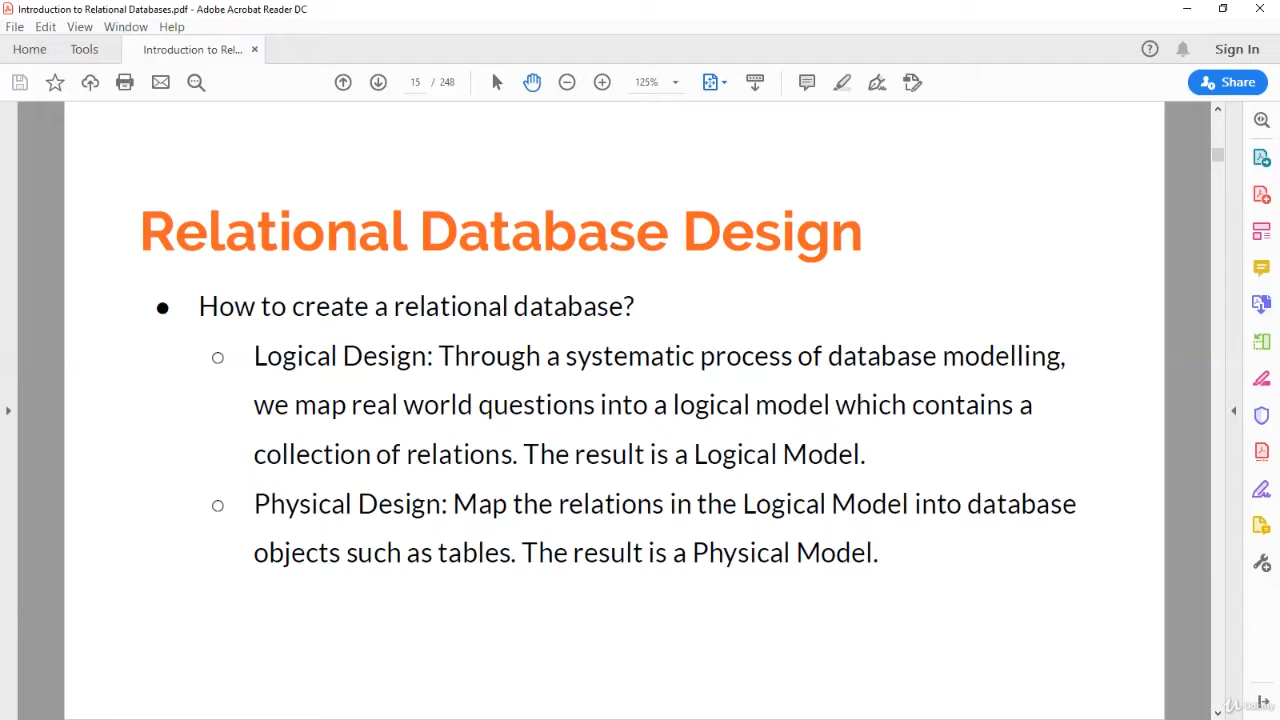 Introduction to Relational Databases.pdf - Adobe Acrobat Reader DC
File Edit View Window Help
Home Tools Introduction to Rel... × Sign In
15 / 248 125% Share
Relational Database Design
● How to create a relational database?
○ Logical Design: Through a systematic process of database modelling,
we map real world questions into a logical model which contains a
collection of relations. The result is a Logical Model.
○ Physical Design: Map the relations in the Logical Model into database
objects such as tables. The result is a Physical Model.
Udemy